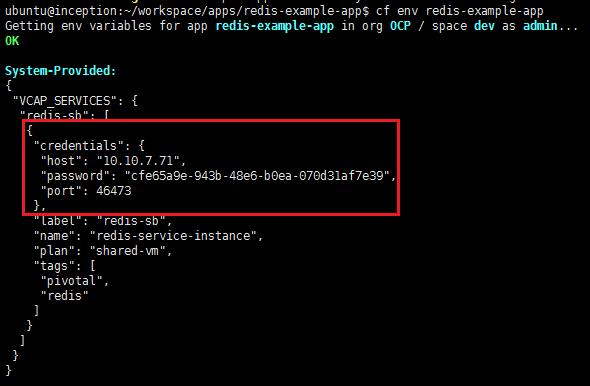 ubuntu@inception:~/workspace/apps/redis-example-app$ cf env redis-example-app
Getting env variables for app redis-example-app in org OCP / space dev as admin...
OK
System-Provided:
{
"VCAP_SERVICES": {
"redis-sb": [
{
"credentials": {
"host": "10.10.7.71",
"password": "cfe65a9e-943b-48e6-b0ea-070d31af7e39",
"port": 46473
},
"label": "redis-sb",
"name": "redis-service-instance",
"plan": "shared-vm",
"tags": [
"pivotal",
"redis"
]
}
]
}
}